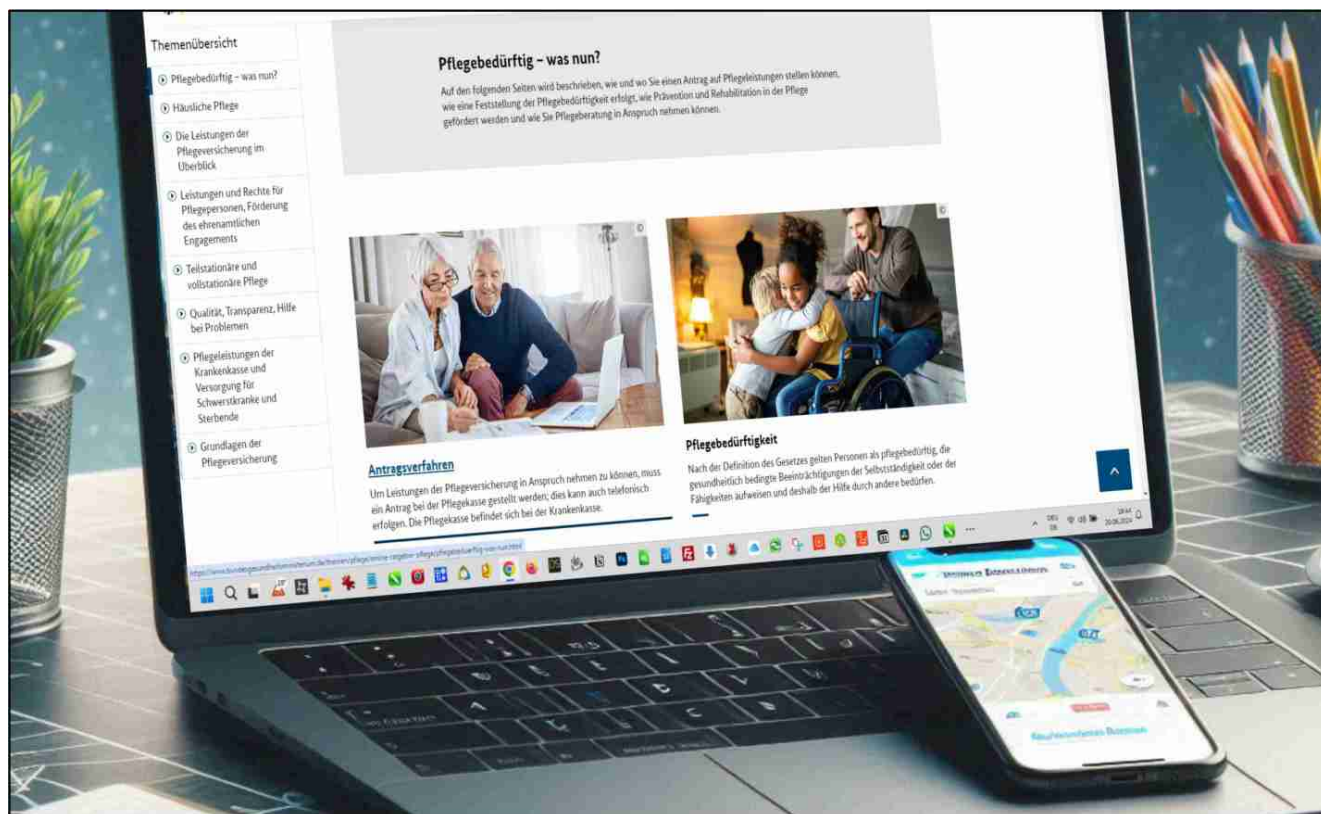 Themenübersicht
Pflegebedürftig – was nun?
Häusliche Pflege
Die Leistungen der
Pflegeversicherung im
Überblick
Leistungen und Rechte für
Pflegepersonen, Förderung
des ehrenamtlichen
Engagements
Teilstationäre und
vollstationäre Pflege
Qualität, Transparenz, Hilfe
bei Problemen
Pflegeleistungen der
Krankenkasse und
Versorgung für
Schwerstkranke und
Sterbende
Grundlagen der
Pflegeversicherung
Pflegebedürftig – was nun?
Auf den folgenden Seiten wird beschrieben, wie und wo Sie einen Antrag auf Pflegeleistungen stellen können,
wie eine Feststellung der Pflegebedürftigkeit erfolgt, wie Prävention und Rehabilitation in der Pflege
gefördert werden und wie Sie Pflegeberatung in Anspruch nehmen können.
©
©
Antragsverfahren
Um Leistungen der Pflegeversicherung in Anspruch nehmen zu können, muss
ein Antrag bei der Pflegekasse gestellt werden; dies kann auch telefonisch
erfolgen. Die Pflegekasse befindet sich bei der Krankenkasse.
Pflegebedürftigkeit
Nach der Definition des Gesetzes gelten Personen als pflegebedürftig, die
gesundheitlich bedingte Beeinträchtigungen der Selbstständigkeit oder der
Fähigkeiten aufweisen und deshalb der Hilfe durch andere bedürfen.
DEU
DE
20.06.2024